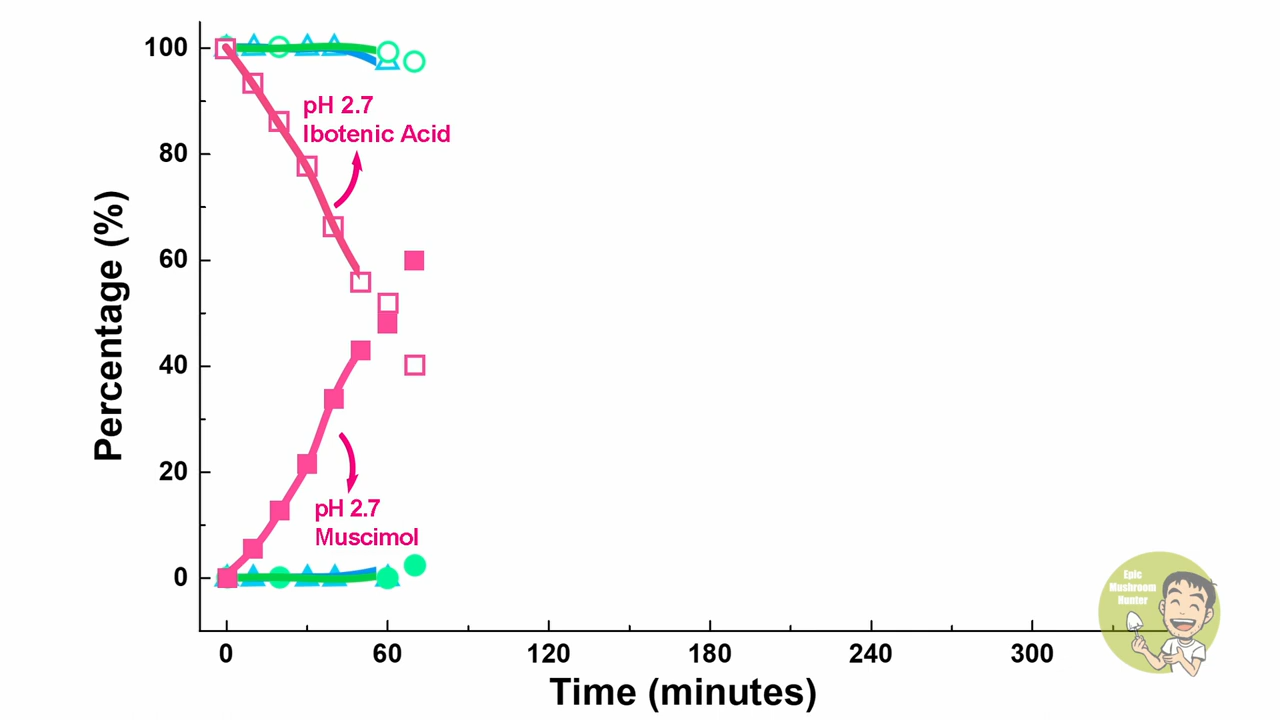 100
80
60
40
20
0
Percentage (%)
pH 2.7
Ibotenic Acid
pH 2.7
Muscimol
0 60 120 180 240 300
Time (minutes)
Epic
Mushroom
Hunter